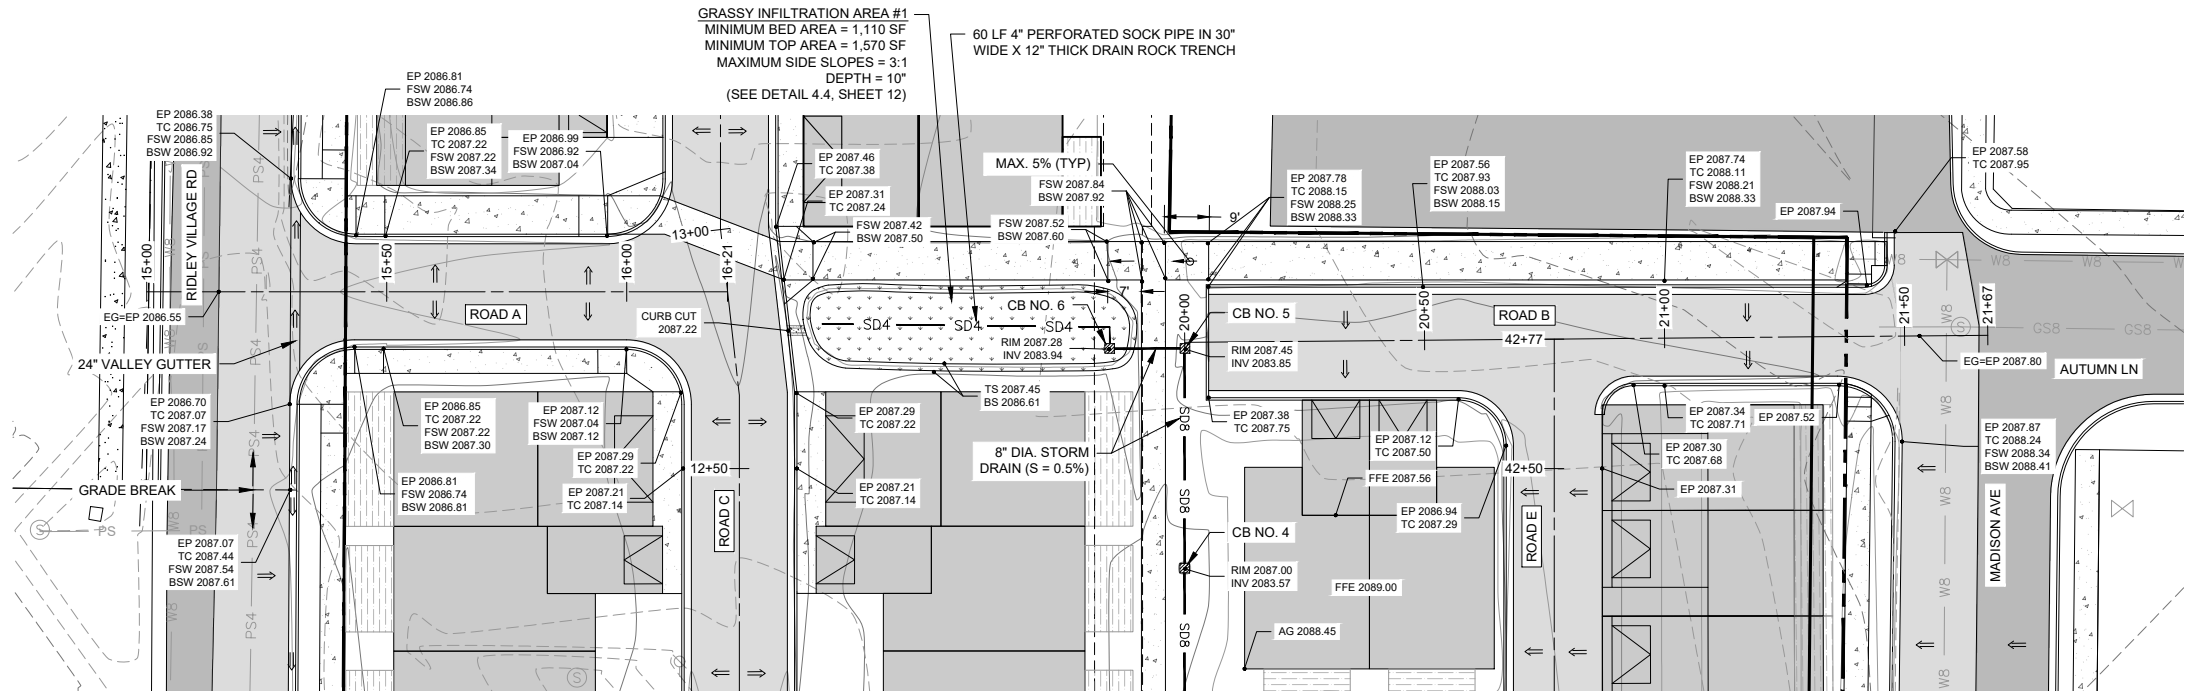 GRASSY INFILTRATION AREA #1
MINIMUM BED AREA = 1,110 SF
MINIMUM TOP AREA = 1,570 SF
MAXIMUM SIDE SLOPES = 3:1
DEPTH = 10"
(SEE DETAIL 4.4, SHEET 12)
60 LF 4" PERFORATED SOCK PIPE IN 30"
WIDE X 12" THICK DRAIN ROCK TRENCH
EP 2086.81
FSW 2086.74
BSW 2086.86
EP 2086.38
TC 2086.75
FSW 2086.85
BSW 2086.92
EP 2086.85
TC 2087.22
FSW 2087.22
BSW 2087.34
EP 2086.99
FSW 2086.92
BSW 2087.04
EP 2087.46
TC 2087.38
EP 2087.31
TC 2087.24
FSW 2087.42
BSW 2087.50
MAX. 5% (TYP)
FSW 2087.84
BSW 2087.92
FSW 2087.52
BSW 2087.60
9'
EP 2087.78
TC 2088.15
FSW 2088.25
BSW 2088.33
EP 2087.56
TC 2087.93
FSW 2088.03
BSW 2088.15
EP 2087.74
TC 2088.11
FSW 2088.21
BSW 2088.33
EP 2087.94
EP 2087.58
TC 2087.95
15+00
RIDLEY VILLAGE RD
15+50
16+00
13+00
16+21
EG=EP 2086.55
ROAD A
CURB CUT
2087.22
SD4
SD4
SD4
7'
CB NO. 6
RIM 2087.28
INV 2083.94
20+00
CB NO. 5
RIM 2087.45
INV 2083.85
20+50
ROAD B
42+77
21+00
21+50
21+67
W8
W8
W8
W8
GS8
GS8
S
EG=EP 2087.80
AUTUMN LN
24" VALLEY GUTTER
EP 2086.70
TC 2087.07
FSW 2087.17
BSW 2087.24
EP 2086.85
TC 2087.22
FSW 2087.22
BSW 2087.30
EP 2087.12
FSW 2087.04
BSW 2087.12
EP 2087.29
TC 2087.22
EP 2087.21
TC 2087.14
EP 2086.81
FSW 2086.74
BSW 2086.81
GRADE BREAK
EP 2087.07
TC 2087.44
FSW 2087.54
BSW 2087.61
12+50
ROAD C
EP 2087.29
TC 2087.22
EP 2087.21
TC 2087.14
TS 2087.45
BS 2086.61
8" DIA. STORM
DRAIN (S = 0.5%)
SD8
SD8
SD8
SD8
CB NO. 4
RIM 2087.00
INV 2083.57
EP 2087.38
TC 2087.75
EP 2087.12
TC 2087.50
FFE 2087.56
EP 2086.94
TC 2087.29
FFE 2089.00
AG 2088.45
42+50
ROAD E
EP 2087.34
TC 2087.71
EP 2087.52
EP 2087.30
TC 2087.68
EP 2087.31
EP 2087.87
TC 2088.24
FSW 2088.34
BSW 2088.41
MADISON AVE
PS4
PS4
PS4
PS4
W8
W8
W8
W8
W8
W8
W8
PS
PS
S
S